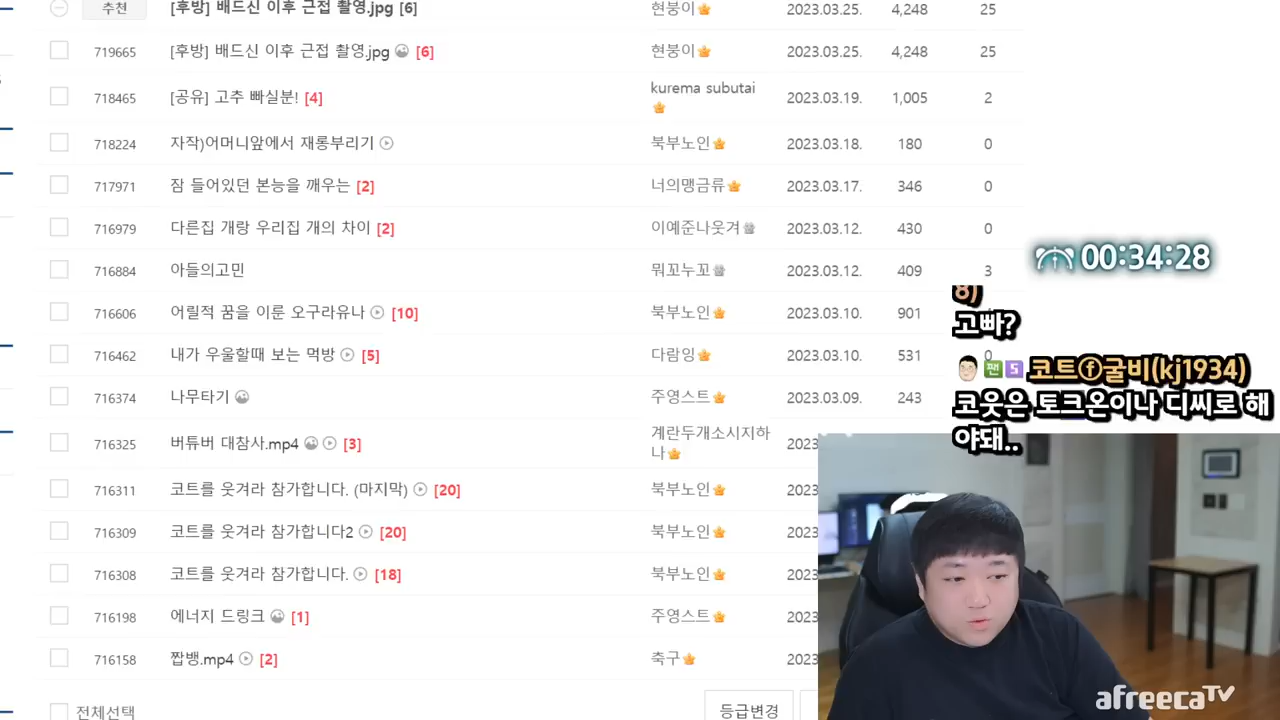 추천 [후방] 배드신 이후 근접 촬영.jpg [6] 현붕이 2023.03.25. 4,248 25
719665 [후방] 배드신 이후 근접 촬영.jpg [6] 현붕이 2023.03.25. 4,248 25
718465 [공유] 고추 빠실분! [4] kurema subutai 2023.03.19. 1,005 2
718224 자작)어머니앞에서 재롱부리기 북부노인 2023.03.18. 180 0
717971 잠 들어있던 본능을 깨우는 [2] 너의맹금류 2023.03.17. 346 0
716979 다른집 개랑 우리집 개의 차이 [2] 이예준나웃겨 2023.03.12. 430 0
716884 아들의고민 뭐꼬누꼬 2023.03.12. 409 3
716606 어릴적 꿈을 이룬 오구라유나 [10] 북부노인 2023.03.10. 901
716462 내가 우울할때 보는 먹방 [5] 다람잉 2023.03.10. 531 0
716374 나무타기 주영스트 2023.03.09. 243
716325 버튜버 대참사.mp4 [3] 계란두개소시지하나 2023
716311 코트를 웃겨라 참가합니다. (마지막) [20] 북부노인 2023
716309 코트를 웃겨라 참가합니다2 [20] 북부노인 2023
716308 코트를 웃겨라 참가합니다. [18] 북부노인 2023
716198 에너지 드링크 [1] 주영스트 2023
716158 짭뱅.mp4 [2] 축구 2023
전체선택 등급변경
00:34:28
8)
고빠?
짼 5 코트ⓕ굴비(kj1934)
코웃은 토크온이나 디씨로 해
야돼..
afreecaTV